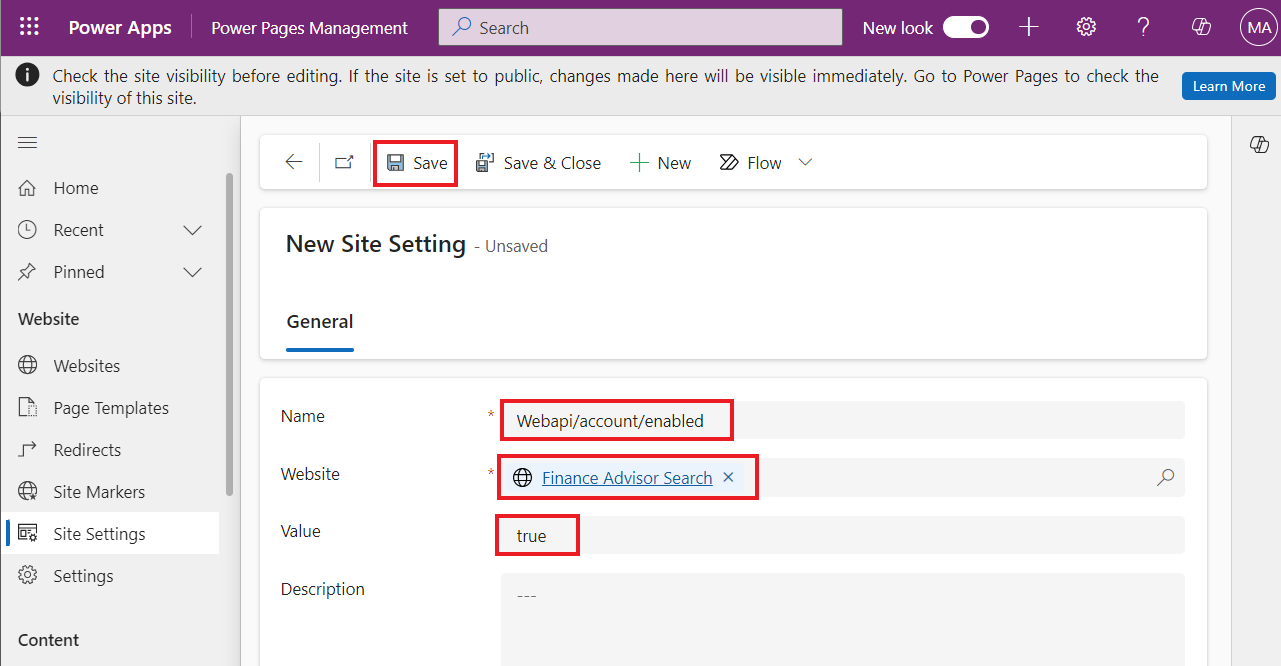 Power Apps
Power Pages Management
Search
New look
MA
Check the site visibility before editing. If the site is set to public, changes made here will be visible immediately. Go to Power Pages to check the
visibility of this site.
Learn More
Home
Recent
Pinned
Website
Websites
Page Templates
Redirects
Site Markers
Site Settings
Settings
Content
Save
Save & Close
New
Flow
New Site Setting - Unsaved
General
Name * Webapi/account/enabled
Website * Finance Advisor Search
Value true
Description ---